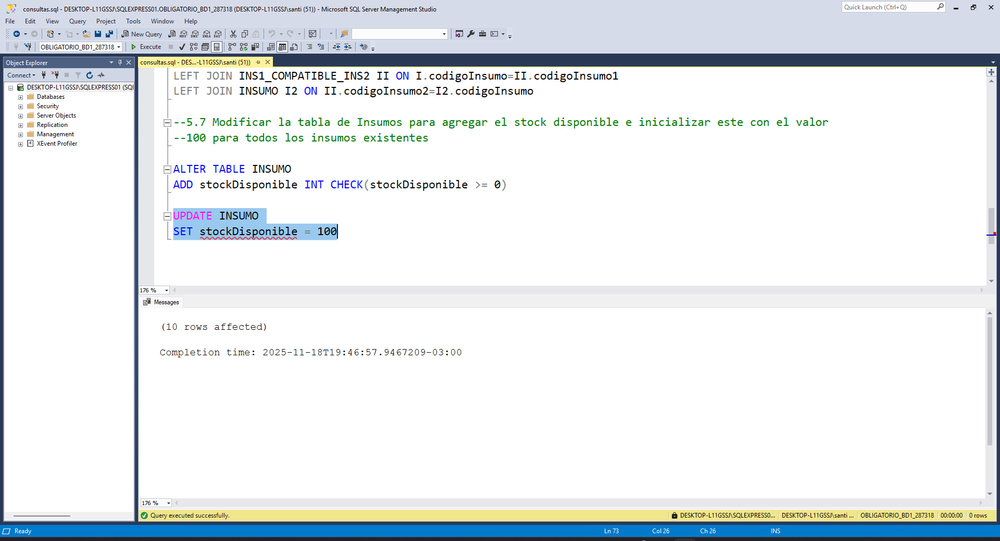 consultas.sql - DESKTOP-L11GSSJ\SQLEXPRESS01.OBLIGATORIO_BD1_287318 (DESKTOP-L11GSSJ\santi (51)) - Microsoft SQL Server Management Studio
Quick Launch (Ctrl+Q)
File Edit View Query Project Tools Window Help
New Query
MDX DMX XMLA DAX
OBLIGATORIO_BD1_287318 Execute
Object Explorer
Connect
DESKTOP-L11GSSJ\SQLEXPRESS01 (SQl
Databases
Security
Server Objects
Replication
Management
XEvent Profiler
consultas.sql - DES...-L11GSSJ\santi (51))
LEFT JOIN INS1_COMPATIBLE_INS2 II ON I.codigoInsumo=II.codigoInsumo1
LEFT JOIN INSUMO I2 ON II.codigoInsumo2=I2.codigoInsumo
--5.7 Modificar la tabla de Insumos para agregar el stock disponible e inicializar este con el valor
--100 para todos los insumos existentes
ALTER TABLE INSUMO
ADD stockDisponible INT CHECK(stockDisponible >= 0)
UPDATE INSUMO
SET stockDisponible = 100
176 %
Messages
(10 rows affected)
Completion time: 2025-11-18T19:46:57.9467209-03:00
176 %
Query executed successfully.
DESKTOP-L11GSSJ\SQLEXPRESS0... DESKTOP-L11GSSJ\santi ... OBLIGATORIO_BD1_287318 00:00:00 0 rows
Ready
Ln 73 Col 26 Ch 26 INS